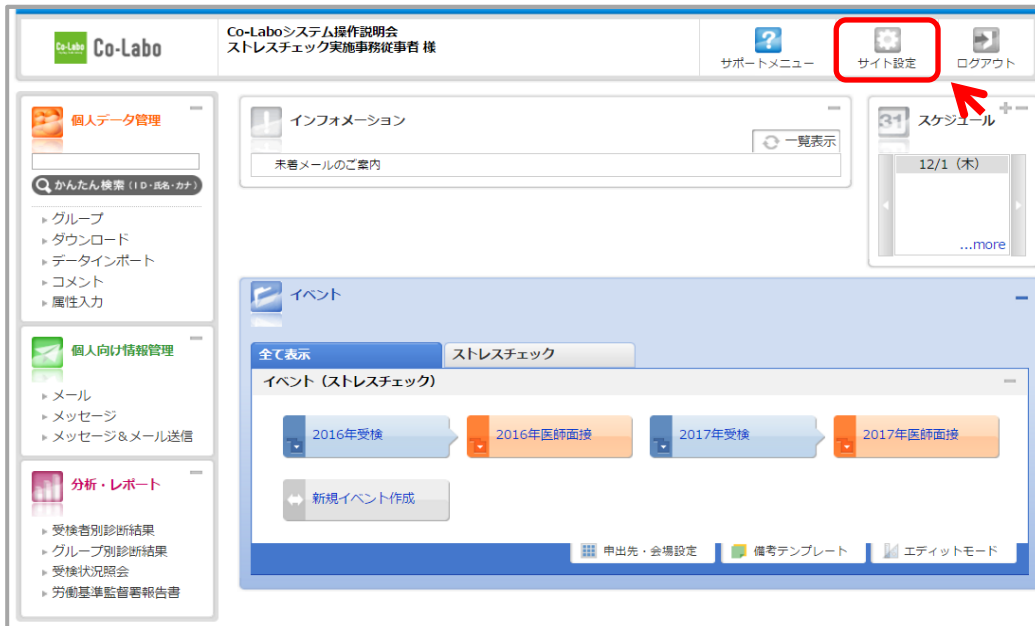 Co-Labo Co-Labo
Co-Laboシステム操作説明会
ストレスチェック実施事務従事者 様
サポートメニュー
サイト設定
ログアウト
個人データ管理
かんたん検索 (ID・氏名・カナ)
グループ
ダウンロード
データインポート
コメント
属性入力
個人向け情報管理
メール
メッセージ
メッセージ&メール送信
分析・レポート
受検者別診断結果
グループ別診断結果
受検状況照会
労働基準監督署報告書
インフォメーション
一覧表示
未着メールのご案内
31 スケジュール
12/1 (木)
...more
イベント
全て表示
ストレスチェック
イベント (ストレスチェック)
2016年受検
2016年医師面接
2017年受検
2017年医師面接
新規イベント作成
申出先・会場設定
備考テンプレート
エディットモード